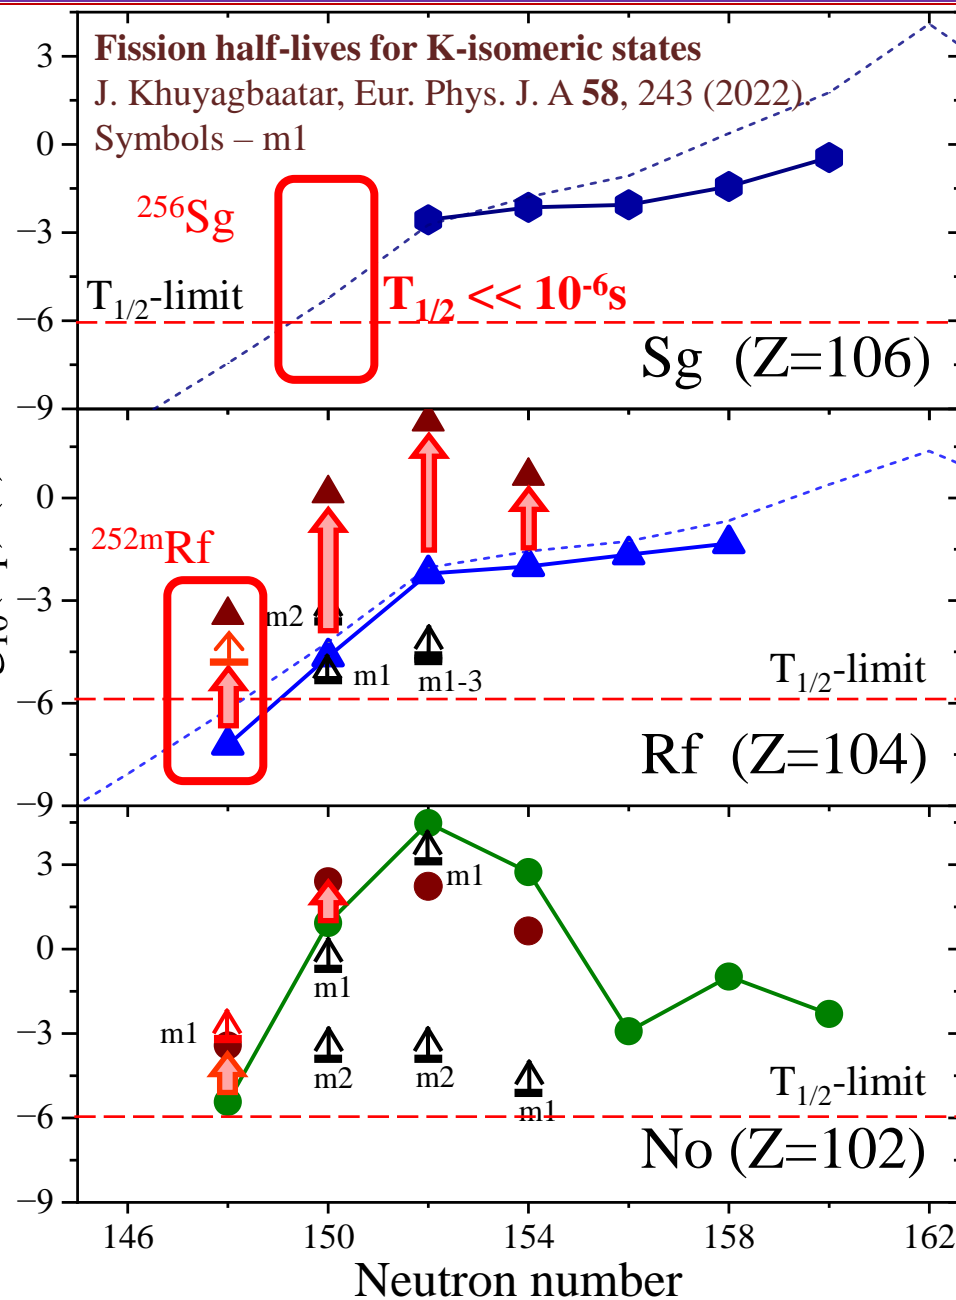 Fission half-lives for K-isomeric states
J. Khuyagbaatar, Eur. Phys. J. A 58, 243 (2022).
Symbols – m1
3
0
−3
−6
−9
²⁵⁶Sg
T₁/₂-limit
T₁/₂ << 10⁻⁶s
Sg (Z=106)
0
−3
−6
−9
²⁵²ᵐRf
m2
m1
m1-3
T₁/₂-limit
Rf (Z=104)
3
0
−3
−6
−9
m1
m1
m1
m2
m2
m1
T₁/₂-limit
No (Z=102)
146 150 154 158 162
Neutron number